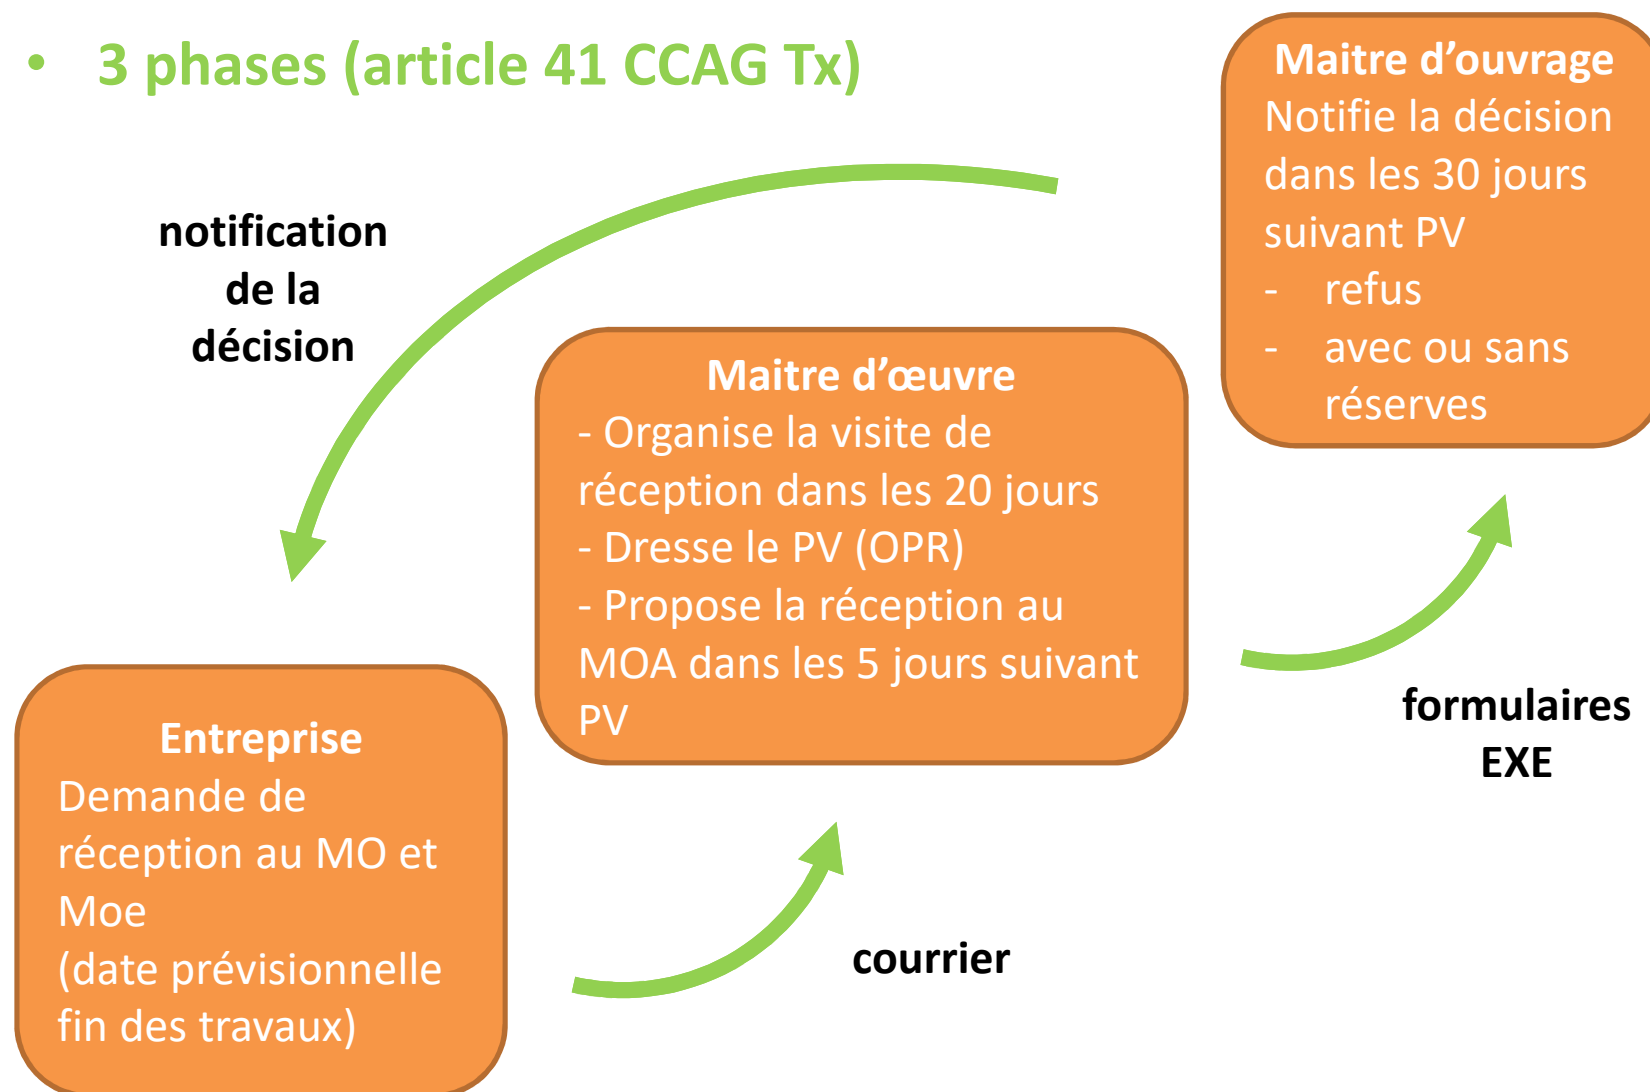 • 3 phases (article 41 CCAG Tx)
Maitre d’ouvrage
Notifie la décision
dans les 30 jours
suivant PV
- refus
- avec ou sans
réserves
notification
de la
décision
Maitre d’œuvre
- Organise la visite de
réception dans les 20 jours
- Dresse le PV (OPR)
- Propose la réception au
MOA dans les 5 jours suivant
PV
formulaires
EXE
Entreprise
Demande de
réception au MO et
Moe
(date prévisionnelle
fin des travaux)
courrier